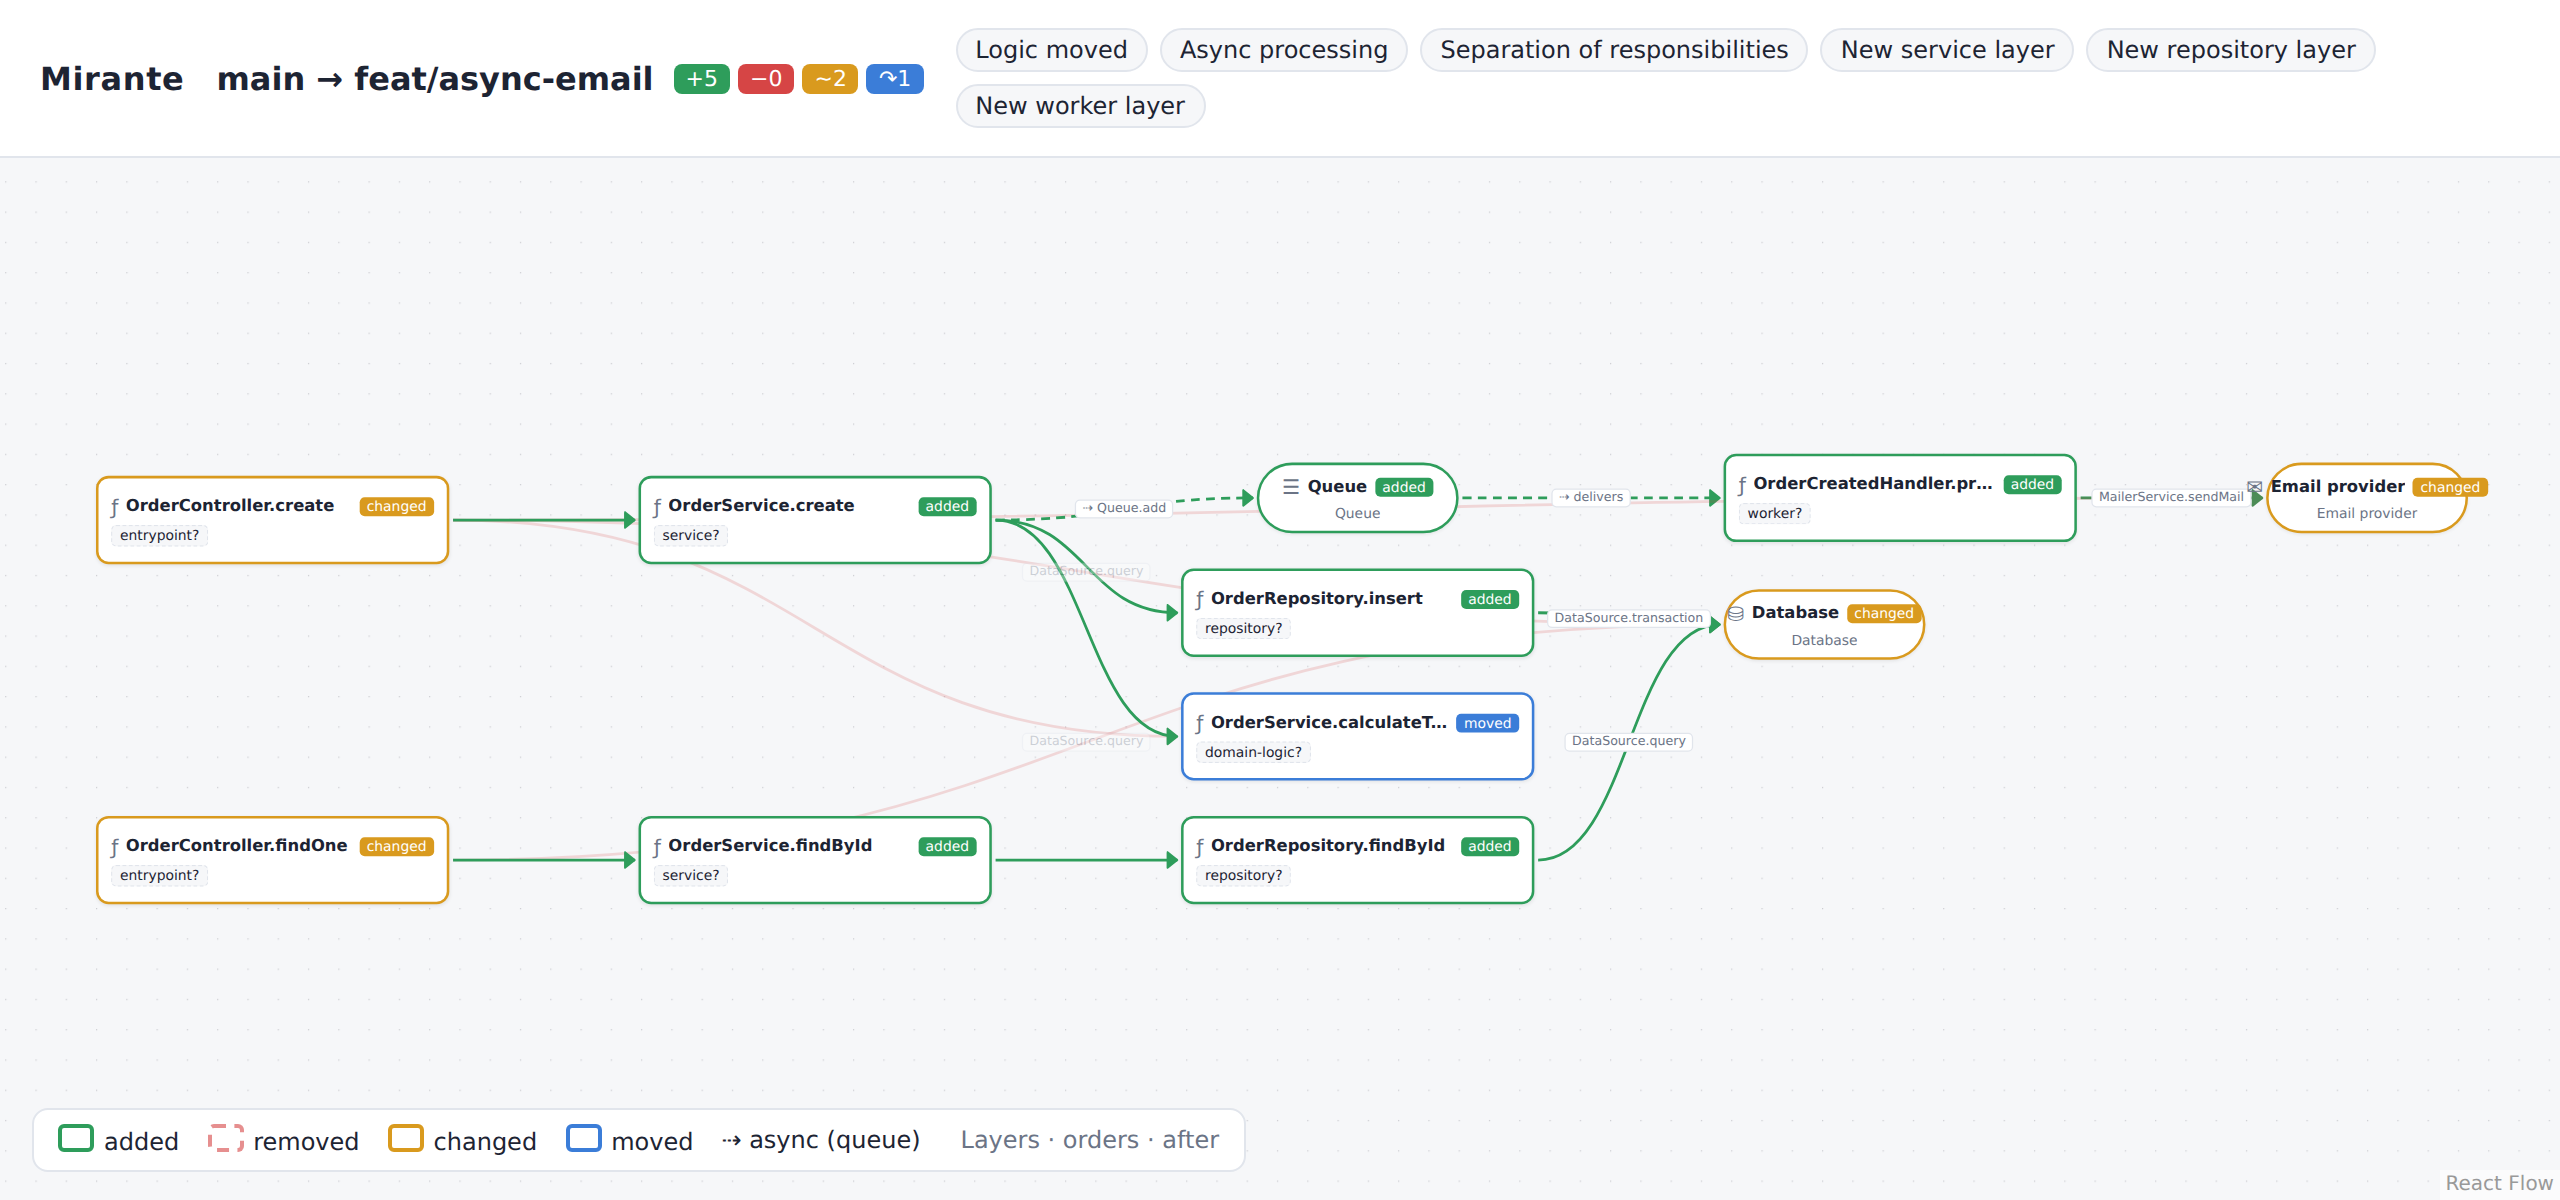 Mirante main → feat/async-email +5 −0 ~2 ↷1
Logic moved Async processing Separation of responsibilities New service layer New repository layer
New worker layer
ƒ OrderController.create changed
entrypoint?
ƒ OrderService.create added
service?
⇢ Queue.add
☰ Queue added
Queue
⇢ delivers
ƒ OrderCreatedHandler.pr... added
worker?
MailerService.sendMail
✉ Email provider changed
Email provider
DataSource.query
ƒ OrderRepository.insert added
repository?
DataSource.transaction
Database changed
Database
DataSource.query
ƒ OrderService.calculateT... moved
domain-logic?
DataSource.query
ƒ OrderController.findOne changed
entrypoint?
ƒ OrderService.findById added
service?
ƒ OrderRepository.findById added
repository?
added removed changed moved ⇢ async (queue) Layers · orders · after
React Flow